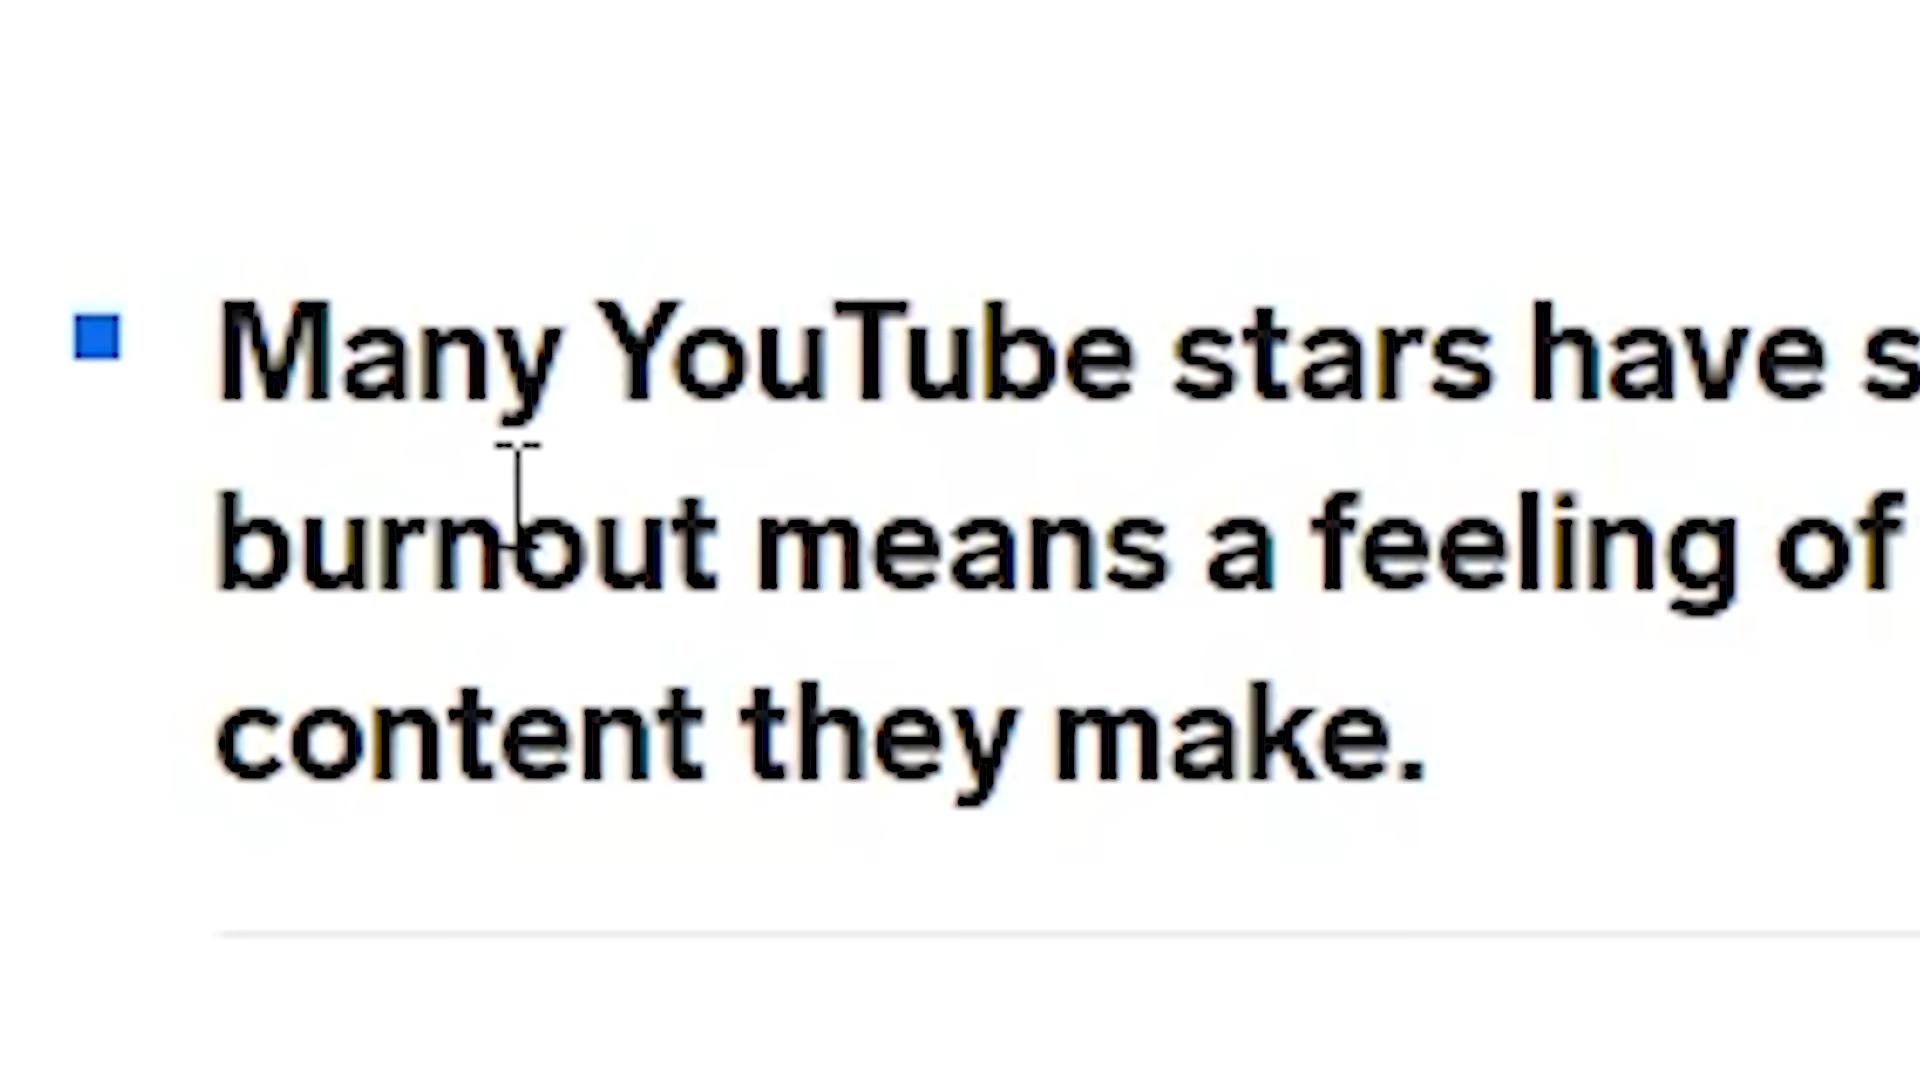 Many YouTube stars have
burnout means a feeling of
content they make.